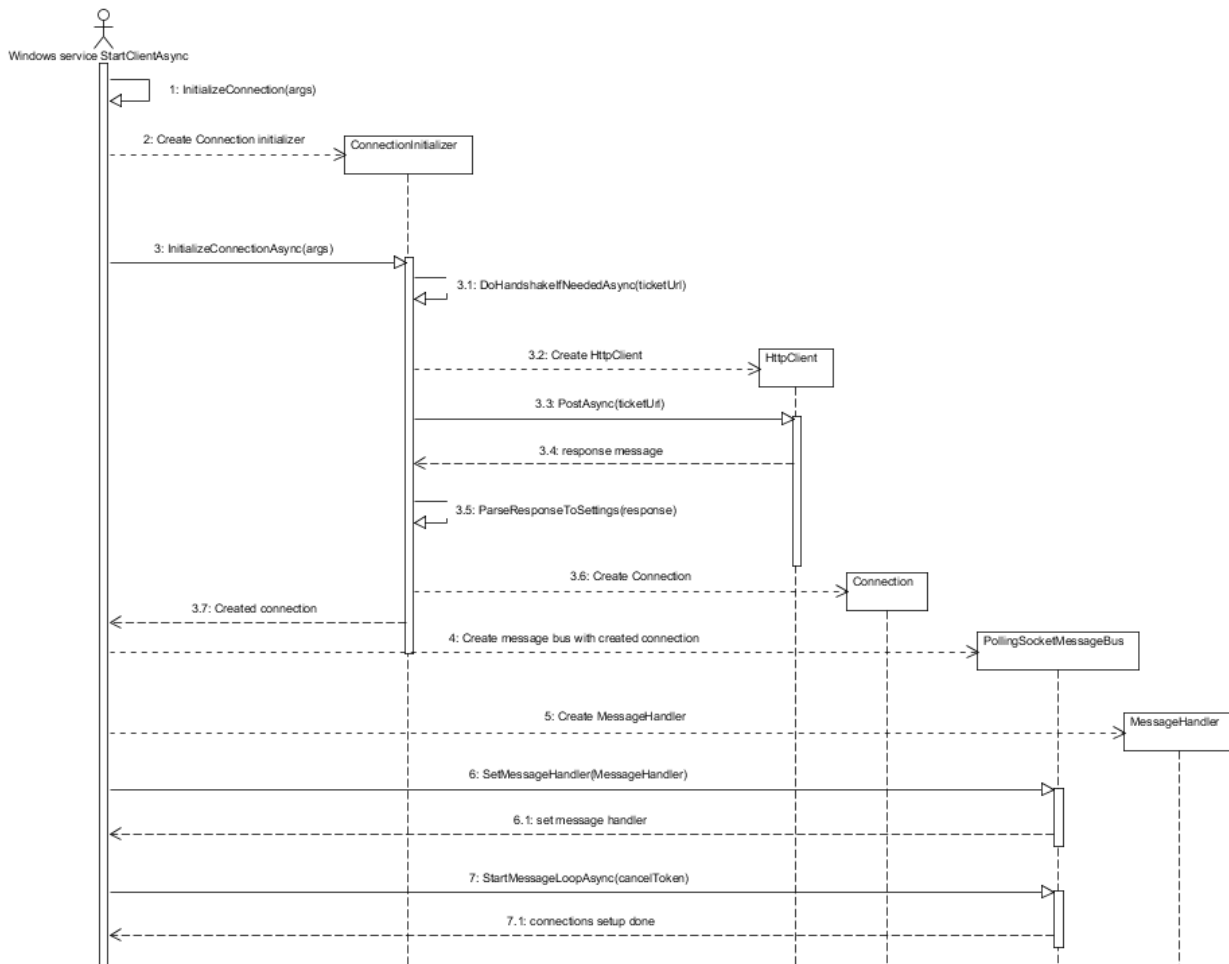 Windows service StartClientAsync
1: InitializeConnection(args)
2: Create Connection initializer
ConnectionInitializer
3: InitializeConnectionAsync(args)
3.1: DoHandshakeIfNeededAsync(ticketUrl)
3.2: Create HttpClient
HttpClient
3.3: PostAsync(ticketUrl)
3.4: response message
3.5: ParseResponseToSettings(response)
3.6: Create Connection
Connection
3.7: Created connection
4: Create message bus with created connection
PollingSocketMessageBus
5: Create MessageHandler
MessageHandler
6: SetMessageHandler(MessageHandler)
6.1: set message handler
7: StartMessageLoopAsync(cancelToken)
7.1: connections setup done